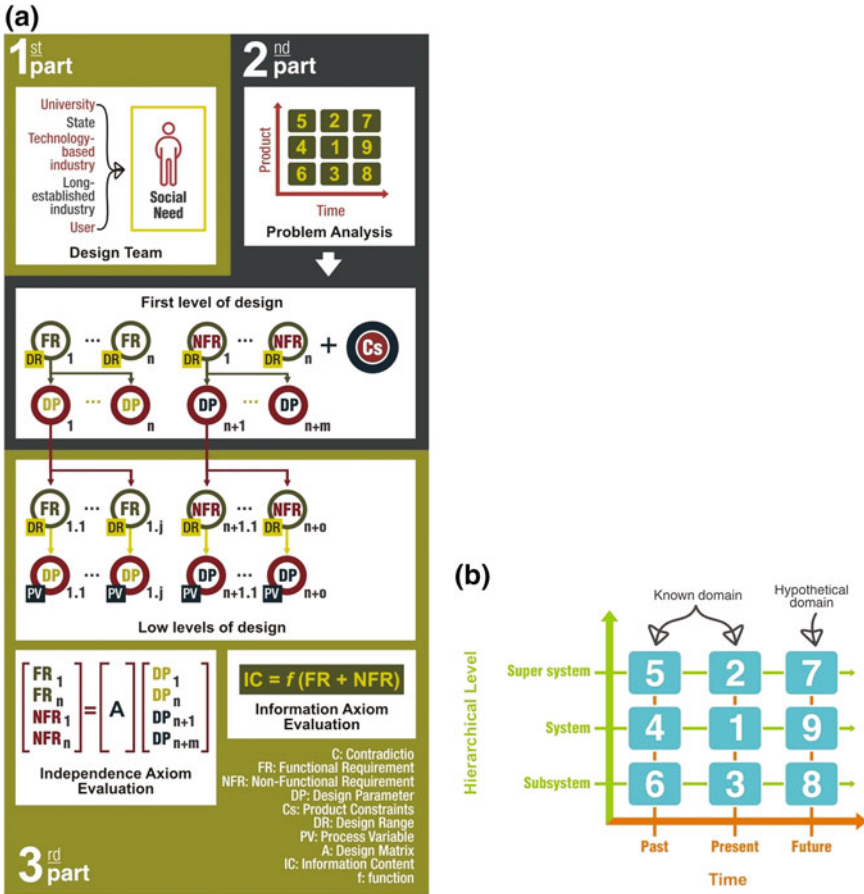 (a)
1st part
2nd part
University
State
Technology-
based
industry
Long-
established
industry
User
Social
Need
Design Team
Product
5 2 7
4 1 9
6 3 8
Time
Problem Analysis
First level of design
FR DR 1 ... FR DR n NFR DR 1 ... NFR DR n + Cs
DP 1 ... DP n DP n+1 ... DP n+m
FR DR 1.1 ... FR DR 1.j NFR DR n+1.1 ... NFR DR n+o
DP PV 1.1 ... DP PV 1.j DP PV n+1.1 ... DP PV n+o
Low levels of design
FR 1 DP 1
FR n DP n
NFR 1 = A DP n+1
NFR n DP n+m
Independence Axiom
Evaluation
IC = f (FR + NFR)
Information Axiom
Evaluation
C: Contradictio
FR: Functional Requirement
NFR: Non-Functional Requirement
DP: Design Parameter
Cs: Product Constraints
DR: Design Range
PV: Process Variable
A: Design Matrix
IC: Information Content
f: function
3rd part
(b)
Known domain
Hypothetical
domain
Hierarchical Level
Super system 5 2 7
System 4 1 9
Subsystem 6 3 8
Past Present Future
Time